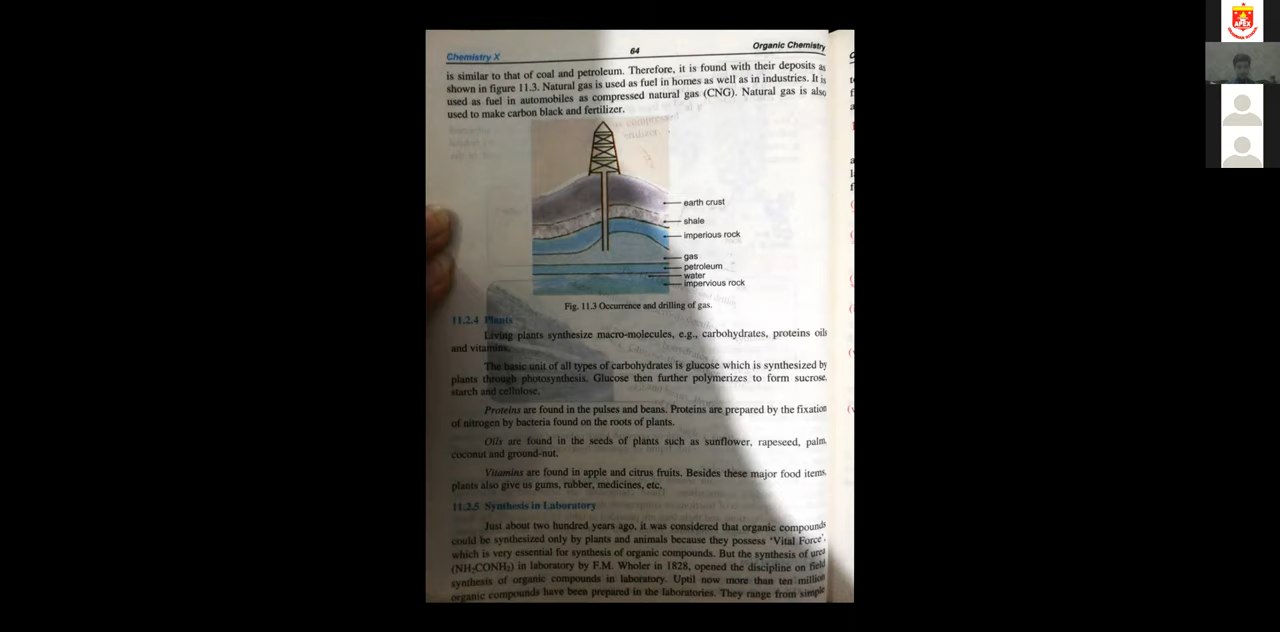 APEX
Chemistry X
64
Organic Chemistry
is similar to that of coal and petroleum. Therefore, it is found with their deposits as
shown in figure 11.3. Natural gas is used as fuel in homes as well as in industries. It is
used as fuel in automobiles as compressed natural gas (CNG). Natural gas is also
used to make carbon black and fertilizer.
earth crust
shale
imperious rock
gas
petroleum
water
impervious rock
Fig. 11.3 Occurrence and drilling of gas.
11.2.4 Plants
Living plants synthesize macro-molecules, e.g., carbohydrates, proteins oils
and vitamins.
The basic unit of all types of carbohydrates is glucose which is synthesized by
plants through photosynthesis. Glucose then further polymerizes to form sucrose,
starch and cellulose.
Proteins are found in the pulses and beans. Proteins are prepared by the fixation
of nitrogen by bacteria found on the roots of plants.
Oils are found in the seeds of plants such as sunflower, rapeseed, palm,
coconut and ground-nut.
Vitamins are found in apple and citrus fruits. Besides these major food items,
plants also give us gums, rubber, medicines, etc.
11.2.5 Synthesis in Laboratory
Just about two hundred years ago, it was considered that organic compounds
could be synthesized only by plants and animals because they possess 'Vital Force',
which is very essential for synthesis of organic compounds. But the synthesis of urea
(NH₂CONH₂) in laboratory by F.M. Wholer in 1828, opened the discipline on field
synthesis of organic compounds in laboratory. Uptil now more than ten million
organic compounds have been prepared in the laboratories. They range from simple